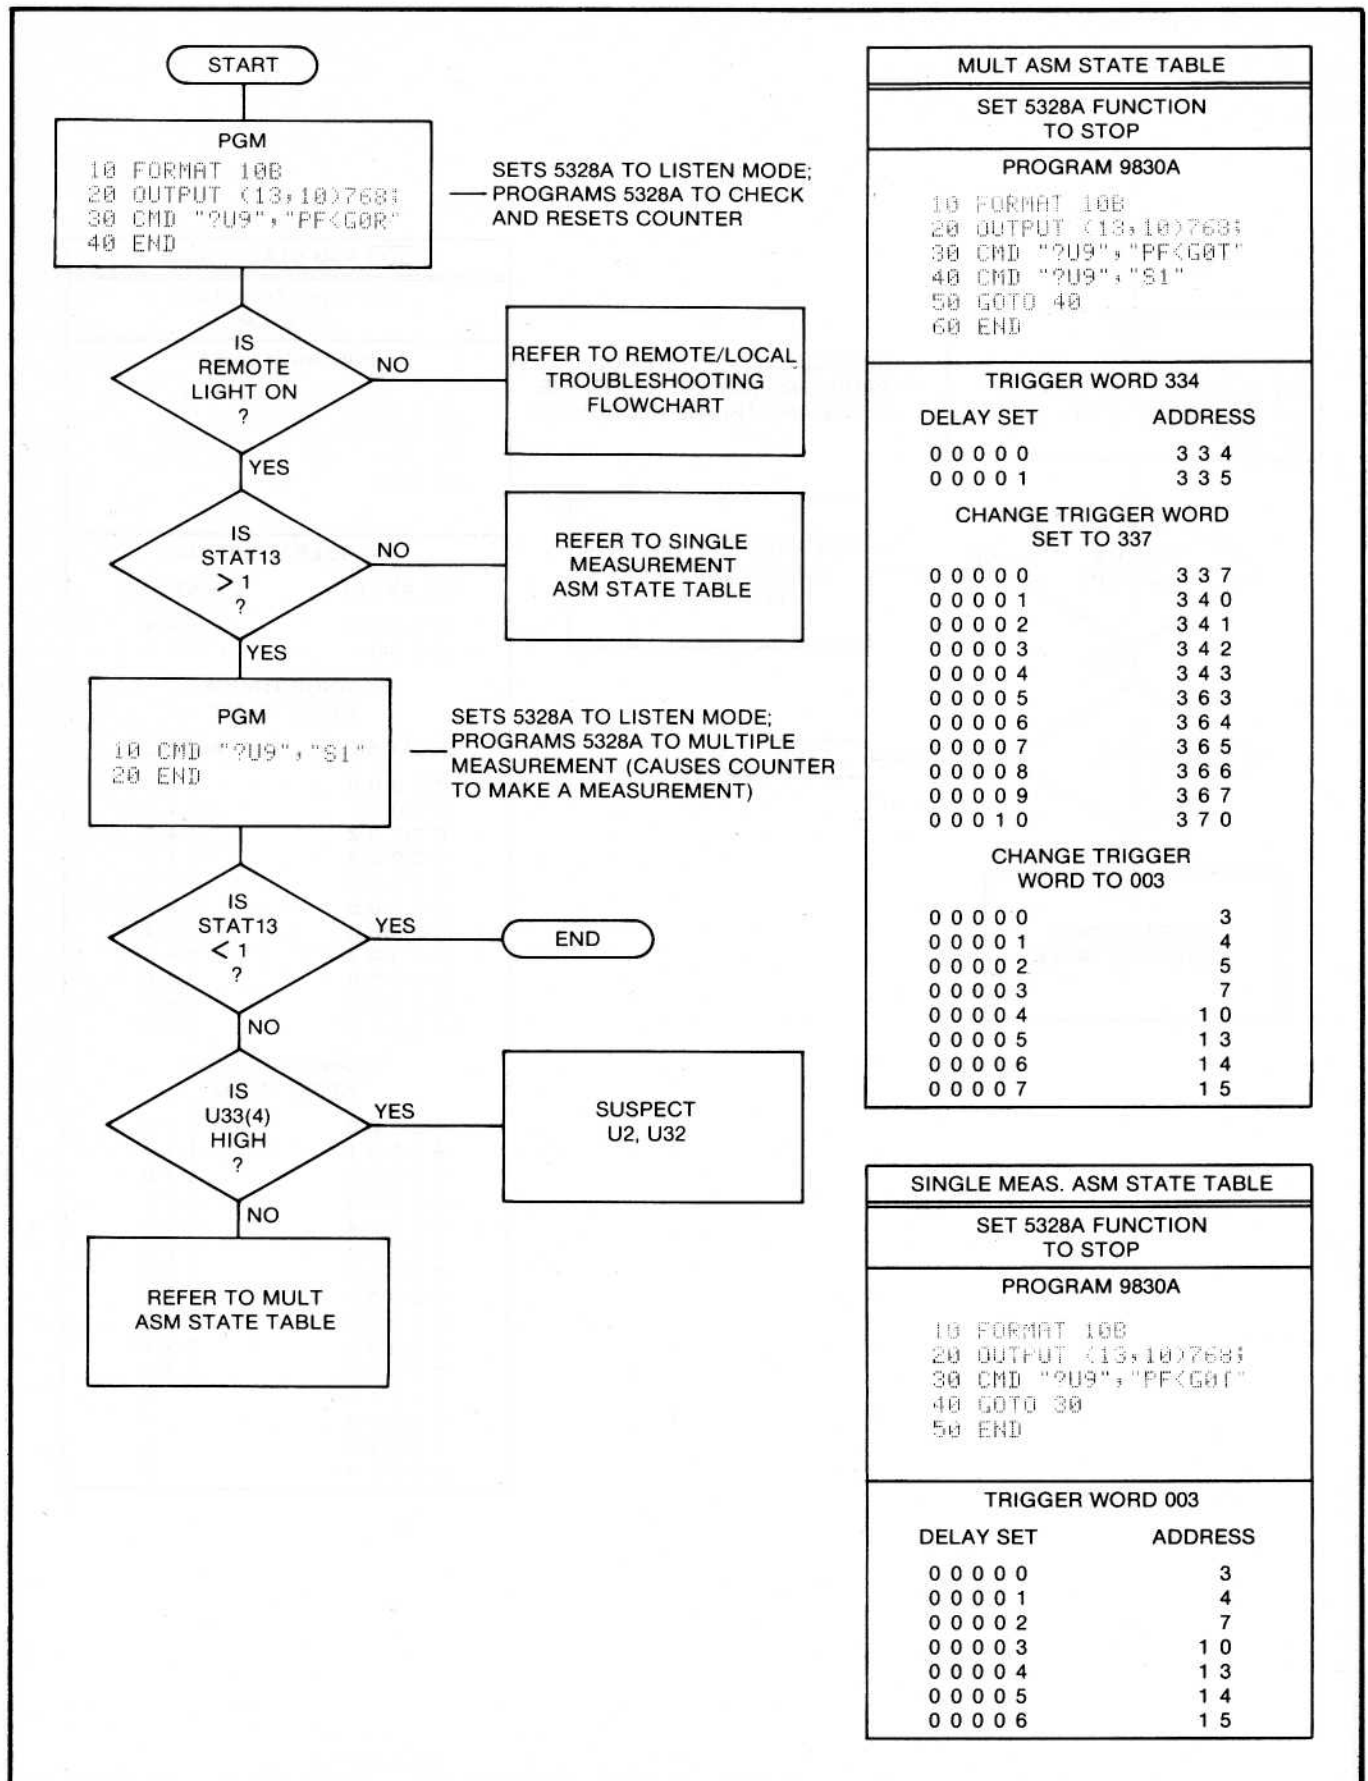 START
PGM
10 FORMAT 10B
20 OUTPUT (13,10)768;
30 CMD "?U9","PF<G0R"
40 END
SETS 5328A TO LISTEN MODE;
PROGRAMS 5328A TO CHECK
AND RESETS COUNTER
IS
REMOTE
LIGHT ON
?
NO
REFER TO REMOTE/LOCAL
TROUBLESHOOTING
FLOWCHART
YES
IS
STAT13
> 1
?
NO
REFER TO SINGLE
MEASUREMENT
ASM STATE TABLE
YES
PGM
10 CMD "?U9","S1"
20 END
SETS 5328A TO LISTEN MODE;
PROGRAMS 5328A TO MULTIPLE
MEASUREMENT (CAUSES COUNTER
TO MAKE A MEASUREMENT)
IS
STAT13
< 1
?
YES
END
NO
IS
U33(4)
HIGH
?
YES
SUSPECT
U2, U32
NO
REFER TO MULT
ASM STATE TABLE
MULT ASM STATE TABLE
SET 5328A FUNCTION
TO STOP
PROGRAM 9830A
10 FORMAT 10B
20 OUTPUT (13,10)768;
30 CMD "?U9","PF<G0T"
40 CMD "?U9","S1"
50 GOTO 40
60 END
TRIGGER WORD 334
DELAY SET ADDRESS
0 0 0 0 0 3 3 4
0 0 0 0 1 3 3 5
CHANGE TRIGGER WORD
SET TO 337
0 0 0 0 0 3 3 7
0 0 0 0 1 3 4 0
0 0 0 0 2 3 4 1
0 0 0 0 3 3 4 2
0 0 0 0 4 3 4 3
0 0 0 0 5 3 6 3
0 0 0 0 6 3 6 4
0 0 0 0 7 3 6 5
0 0 0 0 8 3 6 6
0 0 0 0 9 3 6 7
0 0 0 1 0 3 7 0
CHANGE TRIGGER
WORD TO 003
0 0 0 0 0 3
0 0 0 0 1 4
0 0 0 0 2 5
0 0 0 0 3 7
0 0 0 0 4 1 0
0 0 0 0 5 1 3
0 0 0 0 6 1 4
0 0 0 0 7 1 5
SINGLE MEAS. ASM STATE TABLE
SET 5328A FUNCTION
TO STOP
PROGRAM 9830A
10 FORMAT 10B
20 OUTPUT (13,10)768;
30 CMD "?U9","PF<G0T"
40 GOTO 30
50 END
TRIGGER WORD 003
DELAY SET ADDRESS
0 0 0 0 0 3
0 0 0 0 1 4
0 0 0 0 2 7
0 0 0 0 3 1 0
0 0 0 0 4 1 3
0 0 0 0 5 1 4
0 0 0 0 6 1 5